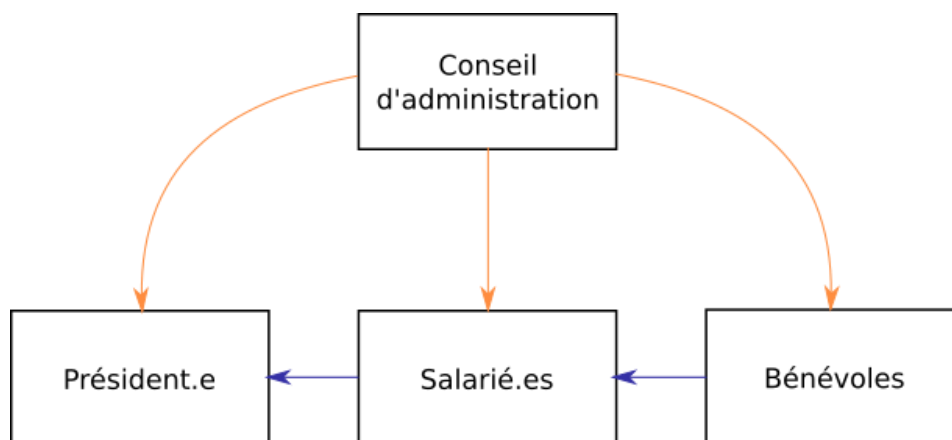 Conseil
d'administration
Président.e
Salarié.es
Bénévoles